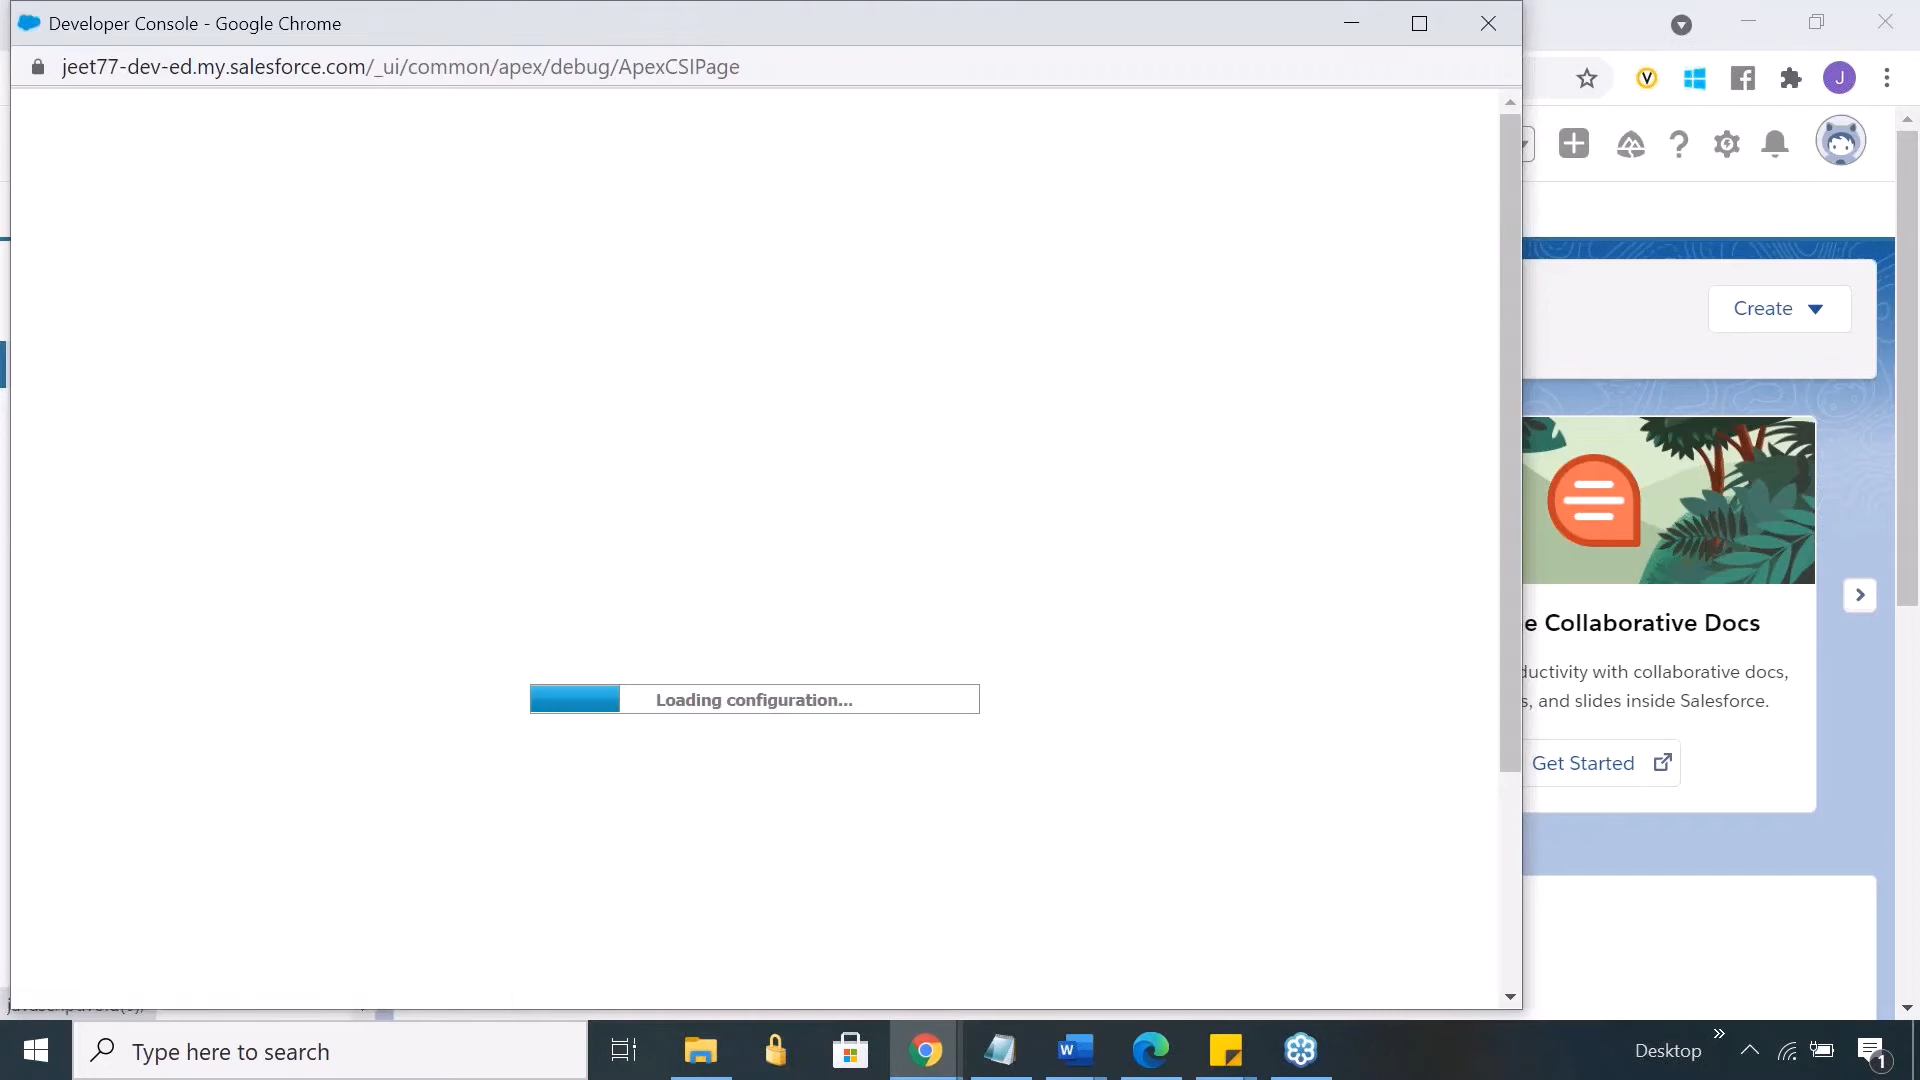 Developer Console - Google Chrome
jeet77-dev-ed.my.salesforce.com/_ui/common/apex/debug/ApexCSIPage
V
J
Create
Loading configuration...
e Collaborative Docs
ductivity with collaborative docs,
s, and slides inside Salesforce.
Get Started
Type here to search
W
Desktop
1